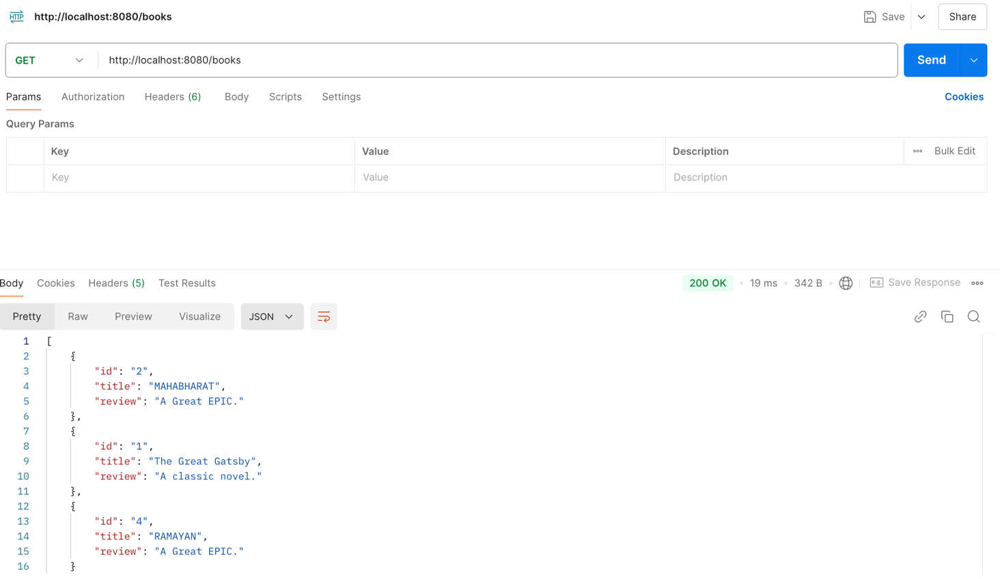 HTTP http://localhost:8080/books Save Share
GET http://localhost:8080/books Send
Params Authorization Headers (6) Body Scripts Settings Cookies
Query Params
Key Value Description Bulk Edit
Key Value Description
Body Cookies Headers (5) Test Results 200 OK 19 ms 342 B e.g. Save Response
Pretty Raw Preview Visualize JSON
1 [
2 {
3 "id": "2",
4 "title": "MAHABHARAT",
5 "review": "A Great EPIC."
6 },
7 {
8 "id": "1",
9 "title": "The Great Gatsby",
10 "review": "A classic novel."
11 },
12 {
13 "id": "4",
14 "title": "RAMAYAN",
15 "review": "A Great EPIC."
16 }